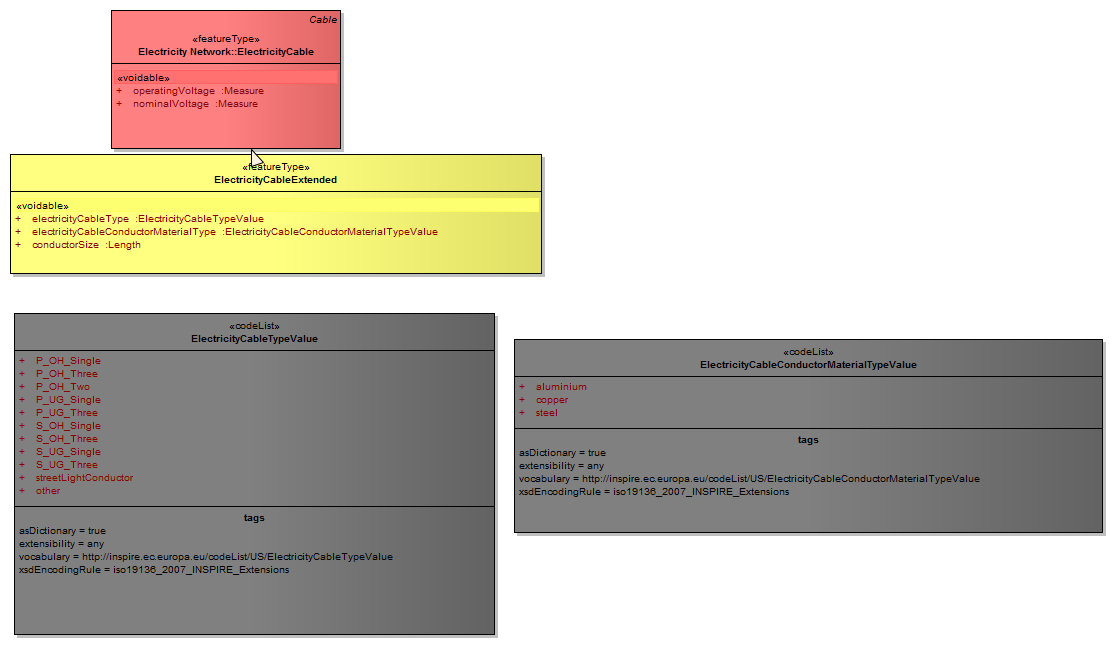 Cable
«featureType»
Electricity Network::ElectricityCable
«voidable»
+ operatingVoltage :Measure
+ nominalVoltage :Measure
«featureType»
ElectricityCableExtended
«voidable»
+ electricityCableType :ElectricityCableTypeValue
+ electricityCableConductorMaterialType :ElectricityCableConductorMaterialTypeValue
+ conductorSize :Length
«codeList»
ElectricityCableTypeValue
+ P_OH_Single
+ P_OH_Three
+ P_OH_Two
+ P_UG_Single
+ P_UG_Three
+ S_OH_Single
+ S_OH_Three
+ S_UG_Single
+ S_UG_Three
+ streetLightConductor
+ other
tags
asDictionary = true
extensibility = any
vocabulary = http://inspire.ec.europa.eu/codeList/US/ElectricityCableTypeValue
xsdEncodingRule = iso19136_2007_INSPIRE_Extensions
«codeList»
ElectricityCableConductorMaterialTypeValue
+ aluminium
+ copper
+ steel
tags
asDictionary = true
extensibility = any
vocabulary = http://inspire.ec.europa.eu/codeList/US/ElectricityCableConductorMaterialTypeValue
xsdEncodingRule = iso19136_2007_INSPIRE_Extensions